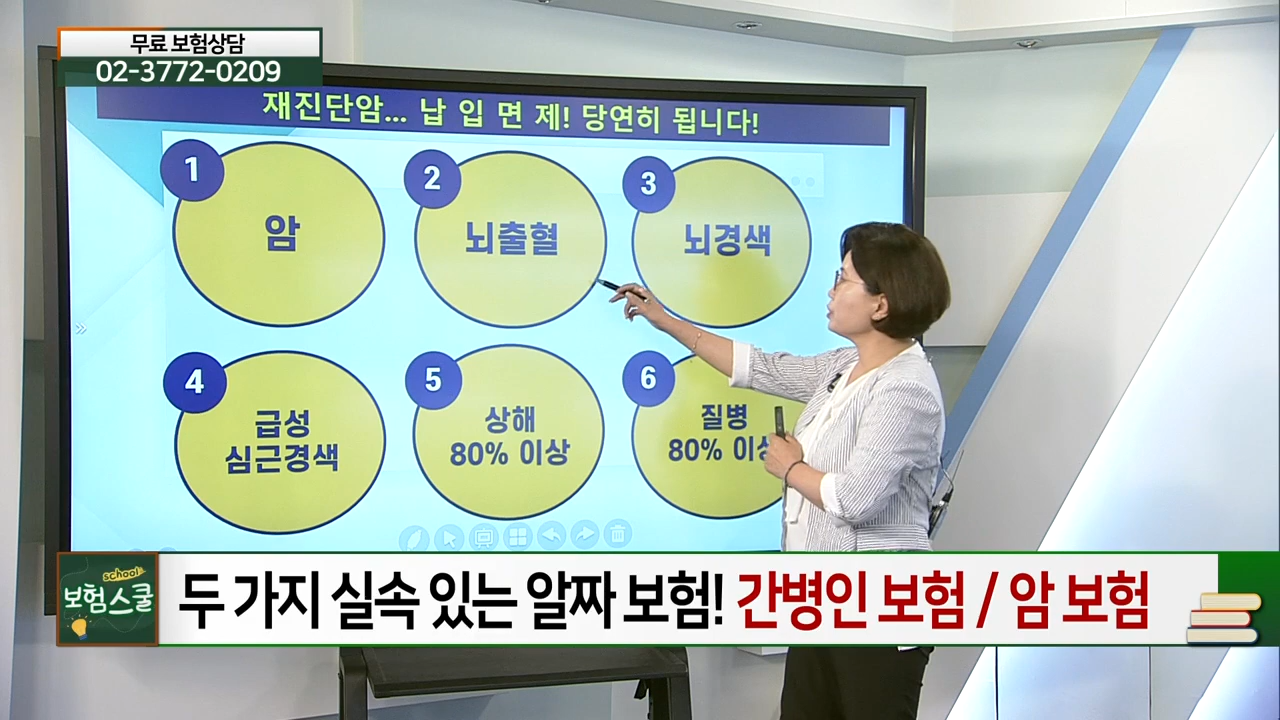 무료 보험상담
02-3772-0209
재진단암... 납 입 면 제! 당연히 됩니다!
1
암
2
뇌출혈
3
뇌경색
4
급성
심근경색
5
상해
80% 이상
6
질병
80% 이상
school
보험스쿨
두 가지 실속 있는 알짜 보험! 간병인 보험 / 암 보험